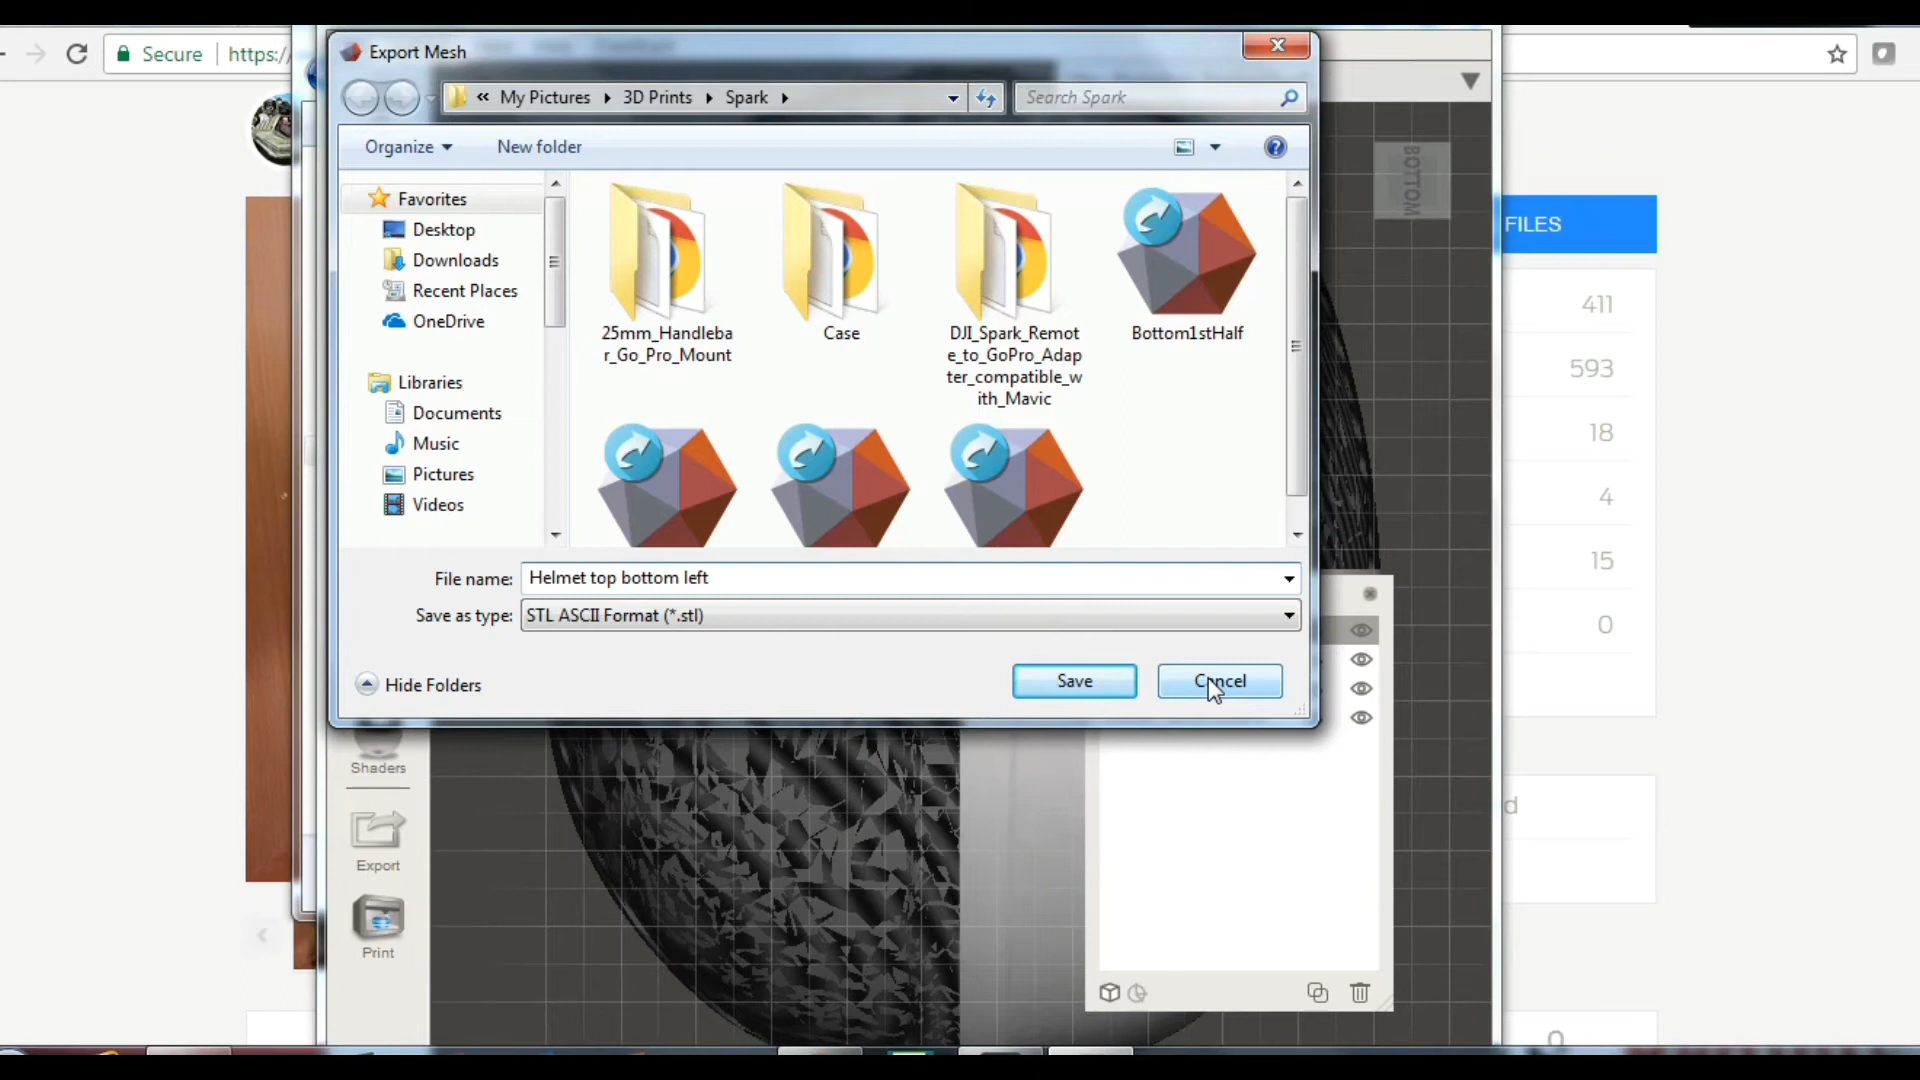 Export Mesh
Secure https:/
« My Pictures 3D Prints Spark
Search Spark
Organize
New folder
Favorites
Desktop
Downloads
Recent Places
OneDrive
Libraries
Documents
Music
Pictures
Videos
25mm_Handleba
r_Go_Pro_Mount
Case
DJI_Spark_Remot
e_to_GoPro_Adap
ter_compatible_w
ith_Mavic
Bottom1stHalf
File name: Helmet top bottom left
Save as type: STL ASCII Format (*.stl)
Hide Folders
Save
Cancel
BOTTOM
FILES
411
593
18
4
15
0
d
Shaders
Export
Print